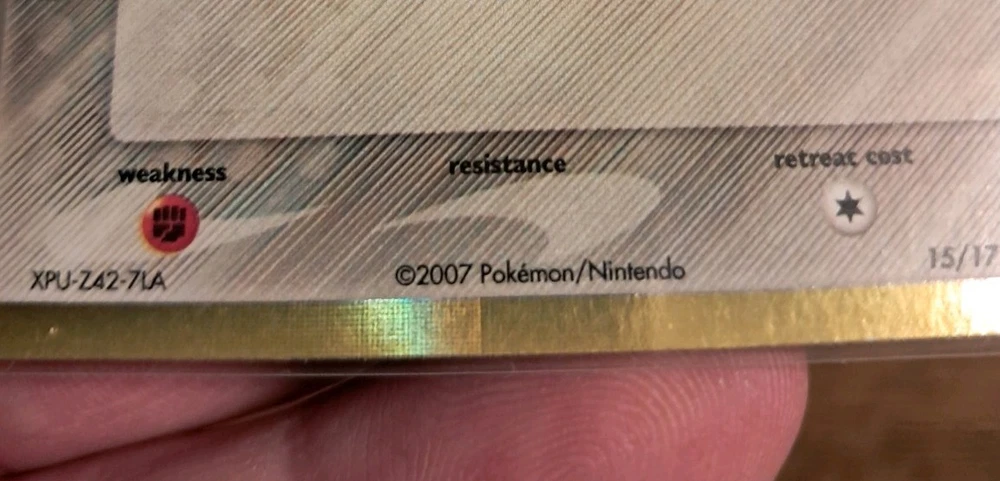 weakness resistance retreat cost
XPU-Z42-7LA ©2007 Pokémon/Nintendo 15/17